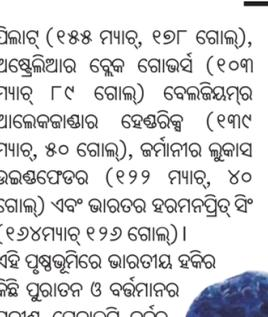 ପିଲାଟ୍ (୧୫୫ ମ୍ୟାଚ୍, ୧୭୮ ଗୋଲ୍),
ଅଷ୍ଟ୍ରେଲିଆର ବ୍ଲେକ ଗୋଭର୍ସ (୧୦୩
ମ୍ୟାଚ୍ ୮୯ ଗୋଲ୍) ବେଲଜିୟମ୍‌ର
ଆଲେକଜାଣ୍ଡାର ହେଣ୍ଡରିକ୍ସ (୧୩୯
ମ୍ୟାଚ୍, ୫୦ ଗୋଲ୍), ଜର୍ମାନୀର ଲୁକାସ
ଉଇଣ୍ଡଫେଡର (୧୨୨ ମ୍ୟାଚ୍, ୪୦
ଗୋଲ୍) ଏବଂ ଭାରତର ହରମନପ୍ରିତ୍ ସିଂ
(୧୬୪ମ୍ୟାଚ୍ ୧୨୬ ଗୋଲ୍)।
ଏହି ପୃଷ୍ଠଭୂମିରେ ଭାରତୀୟ ହକିର
କିଛି ପୁରାତନ ଓ ବର୍ତ୍ତମାନର